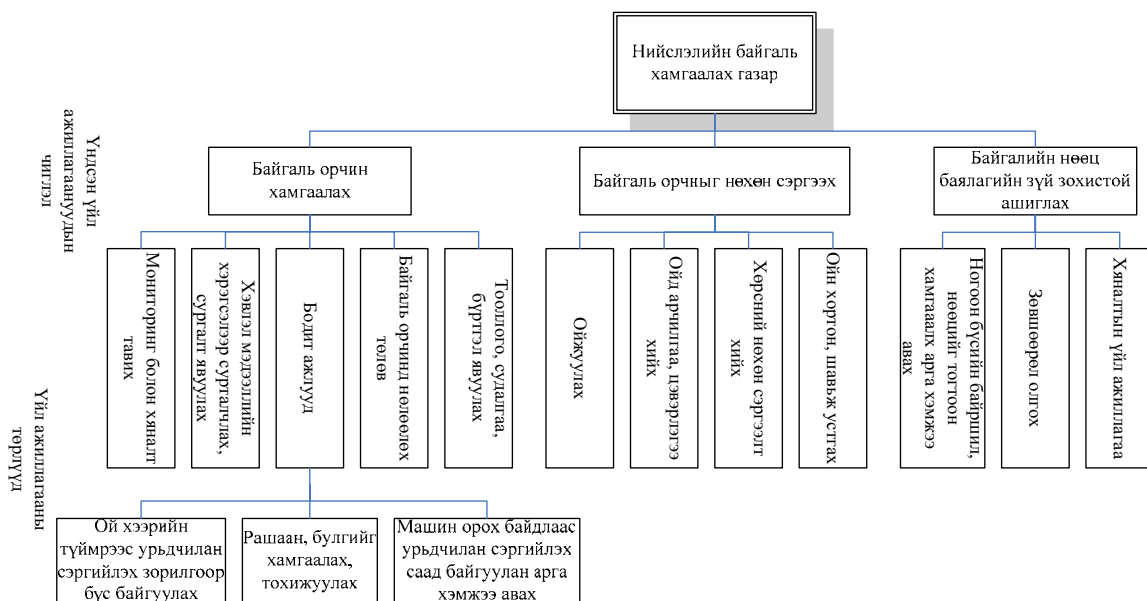 Нийслэлийн байгаль
хамгаалах газар
Үндсэн үйл
ажиллагаануудын
чиглэл
Байгаль орчин
хамгаалах
Байгаль орчныг нөхөн сэргээх
Байгалийн нөөц
баялагийн зүй зохистой
ашиглах
Мониторинг болон хяналт
тавих
Хэвлэл мэдээллийн
хэрэгслээр сурталчлах,
сургалт явуулах
Бодит ажлууд
Байгаль орчинд нөлөөлөх
төлөв
Тооллого, судалгаа,
бүртгэл явуулах
Ойжуулах
Ойд арчилгаа, цэвэрлэгээ
хийх
Хөрсний нөхөн сэргээлт
хийх
Ойн хортон, шавьж устгах
Ногоон бүсийн байршил,
нөөцийг тогтоон
хамгаалах арга хэмжээ
авах
Зөвшөөрөл олгох
Хяналтын үйл ажиллагаа
Үйл ажиллагааны
төрлүүд
Ой хээрийн
түймрээс урьдчилан
сэргийлэх зорилгоор
бүс байгуулах
Рашаан, булгийг
хамгаалах,
тохижуулах
Машин орох байдлаас
урьдчилан сэргийлэх
саад байгуулан арга
хэмжээ авах